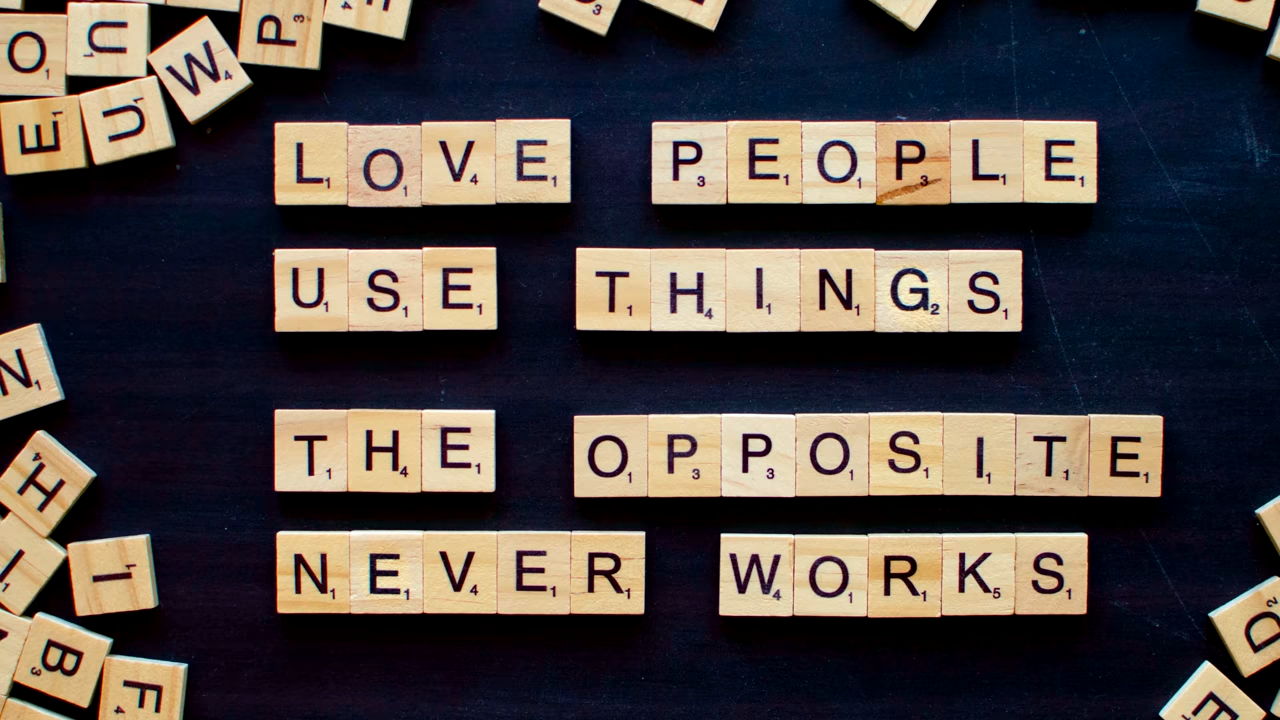 LOVE PEOPLE
USE THINGS
THE OPPOSITE
NEVER WORKS